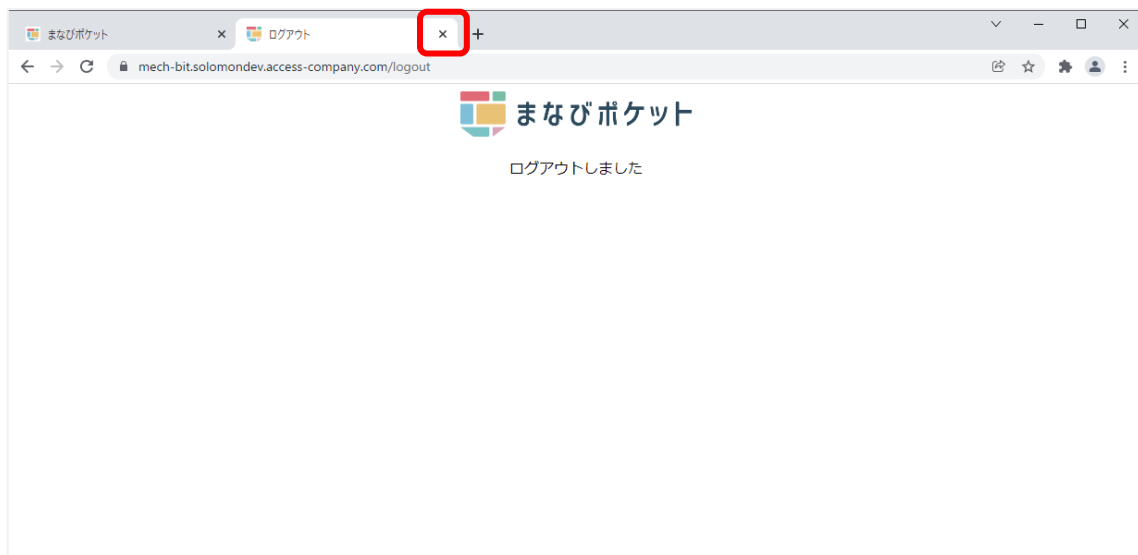 まなびポケット
ログアウト
mech-bit.solomondev.access-company.com/logout
まなびポケット
ログアウトしました